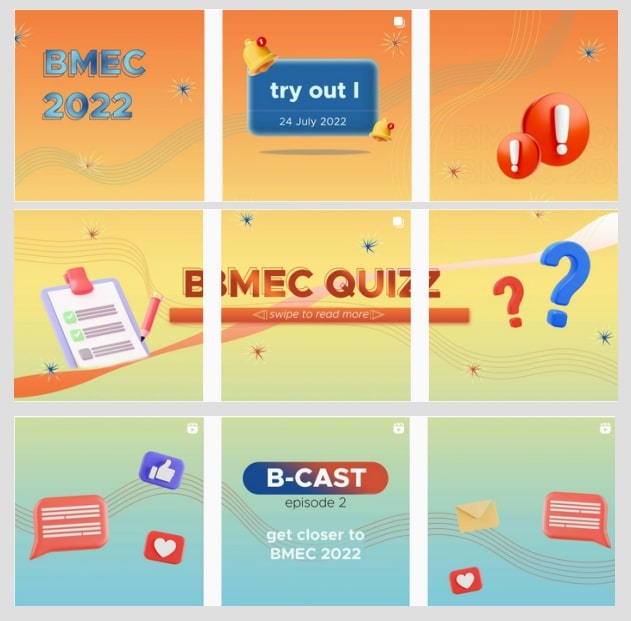 BMEC
2022
try out I
24 July 2022
BMEC QUIZZ
swipe to read more
B-CAST
episode 2
get closer to
BMEC 2022